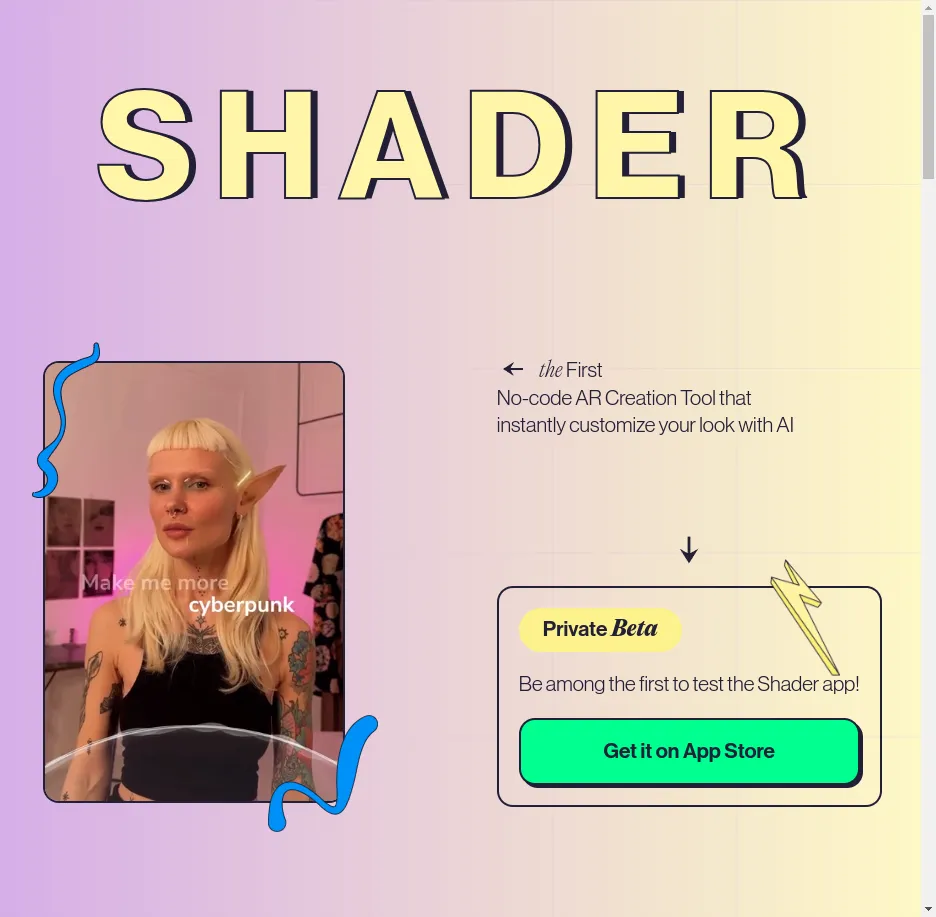 SHADER
the First
No-code AR Creation Tool that
instantly customize your look with AI
Make me more
cyberpunk
Private Beta
Be among the first to test the Shader app!
Get it on App Store